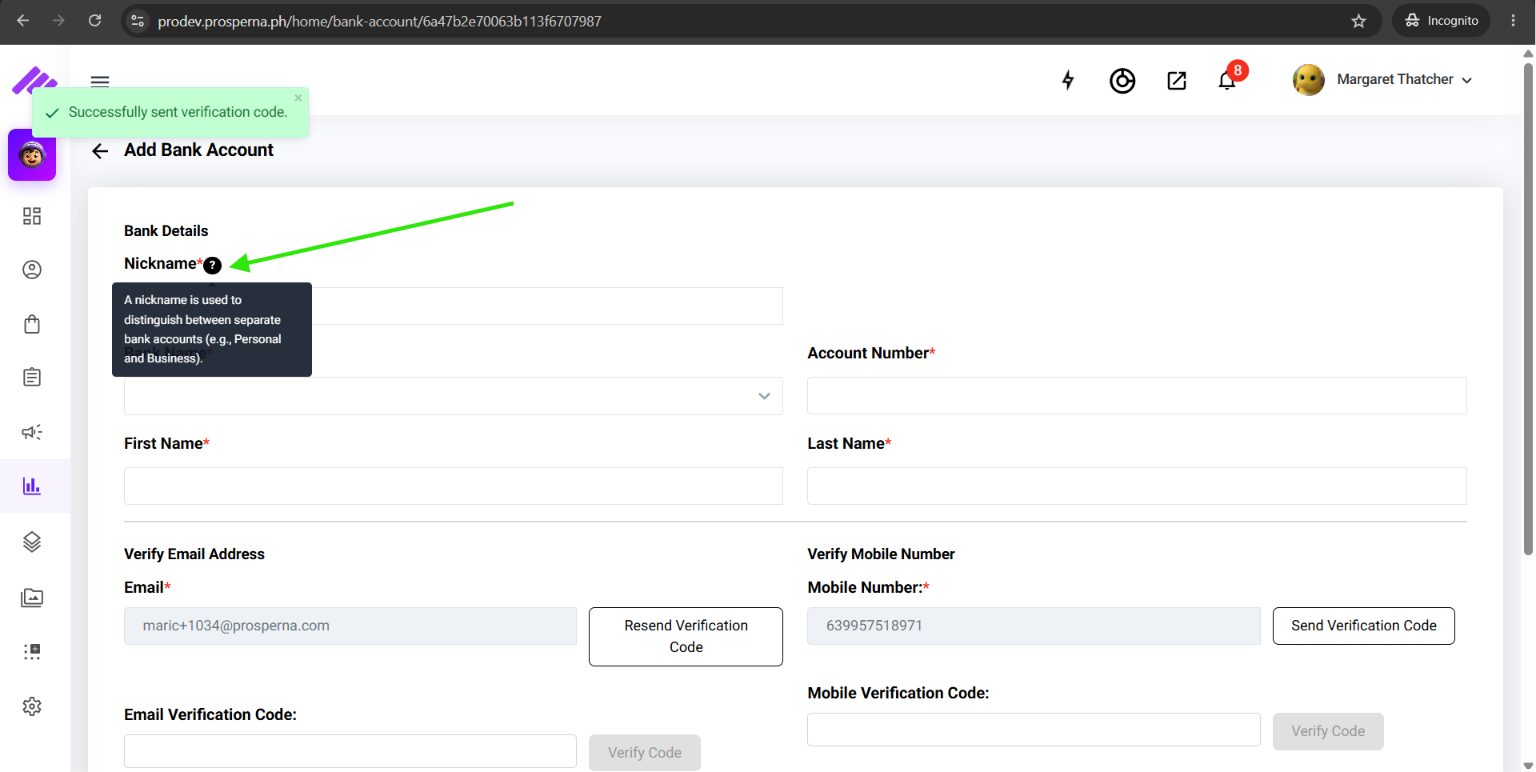 prodev.prosperna.ph/home/bank-account/6a47b2e70063b113f6707987
Incognito
8
Margaret Thatcher
Successfully sent verification code.
Add Bank Account
Bank Details
Nickname*
?
A nickname is used to
distinguish between separate
bank accounts (e.g., Personal
and Business).
Bank Name*
Account Number*
First Name*
Last Name*
Verify Email Address
Verify Mobile Number
Email*
Mobile Number:*
maric+1034@prosperna.com
Resend Verification
Code
639957518971
Send Verification Code
Mobile Verification Code:
Email Verification Code:
Verify Code
Verify Code